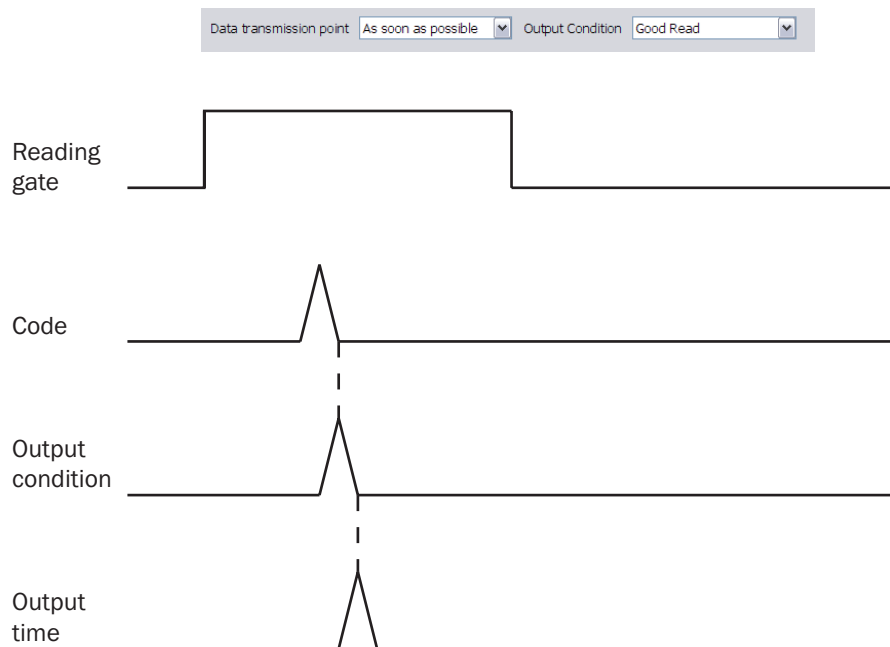 Data transmission point As soon as possible Output Condition Good Read
Reading
gate
Code
Output
condition
Output
time